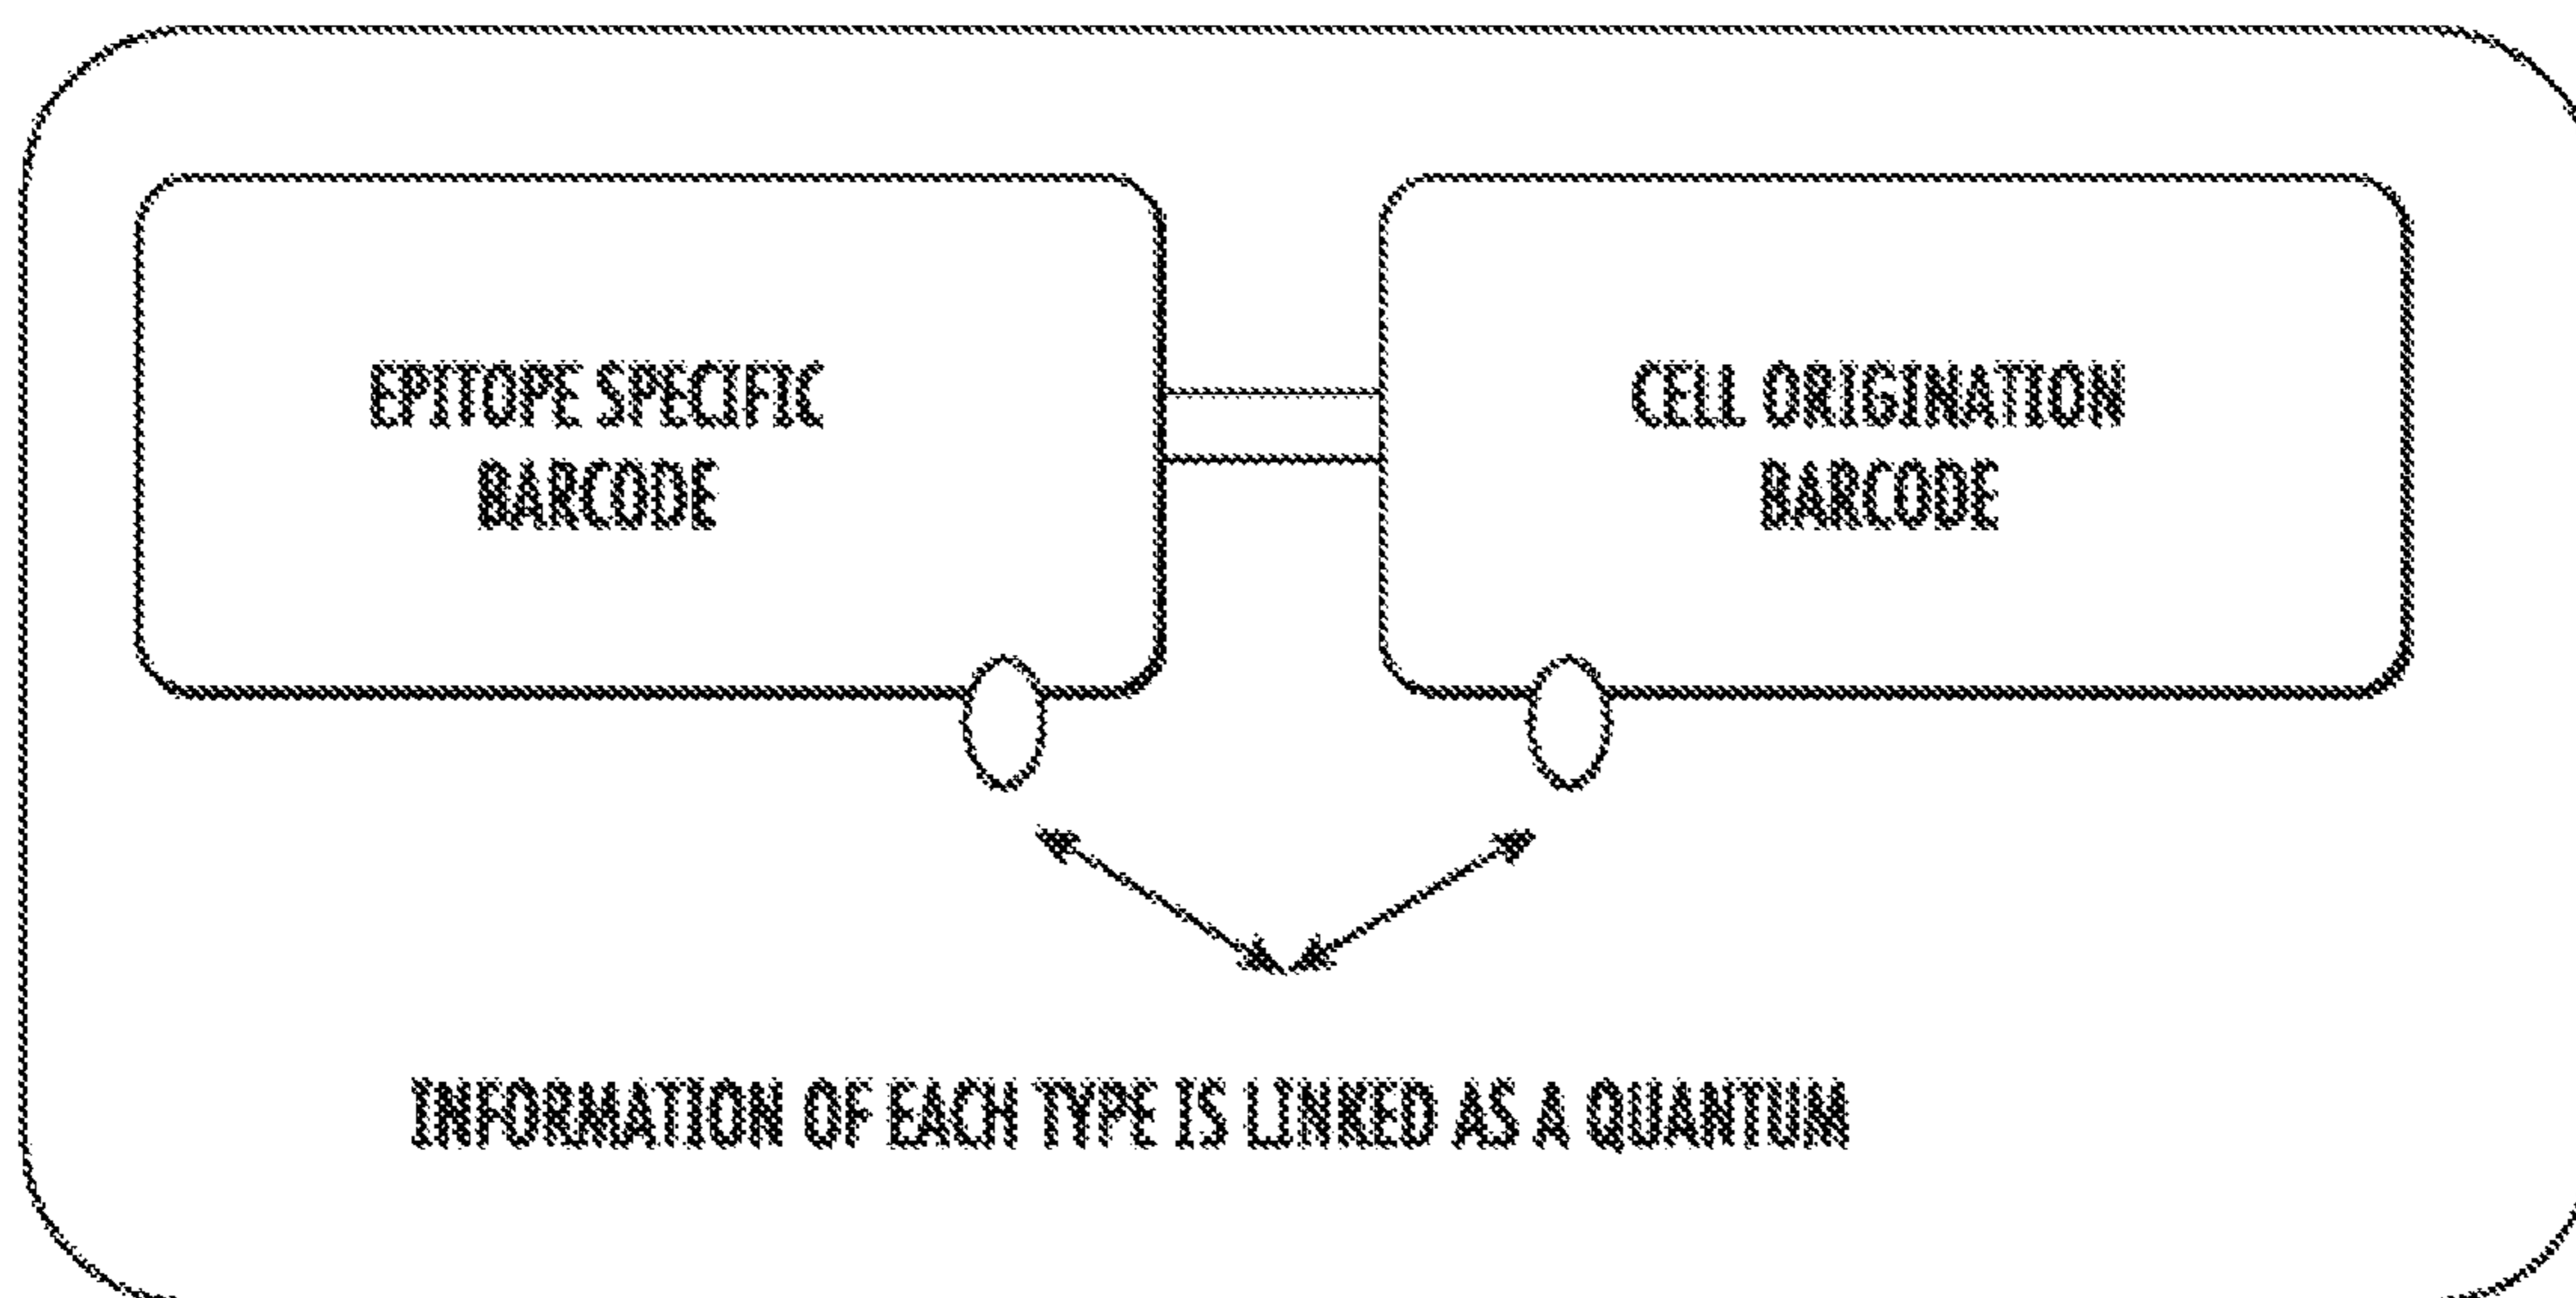 EPITOPE SPECIFIC
BARCODE
CELL ORIGINATION
BARCODE
INFORMATION OF EACH TYPE IS LINKED AS A QUANTUM